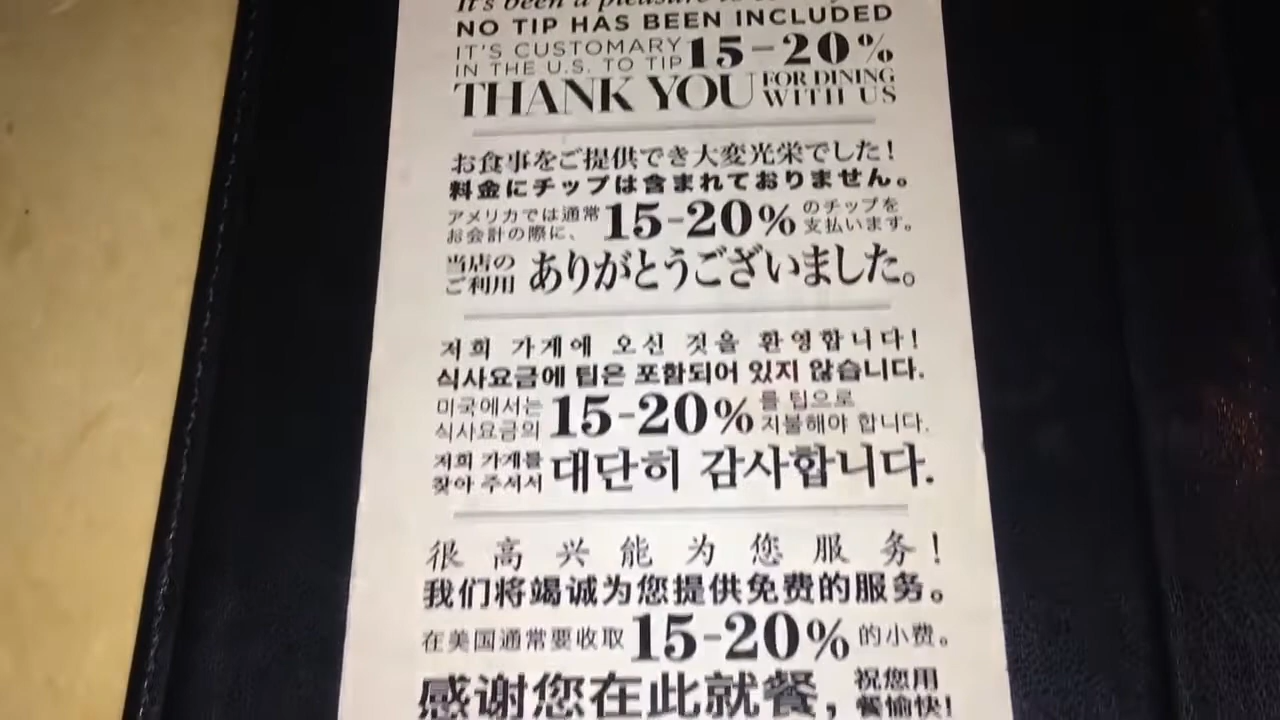 It's been a pleasure
NO TIP HAS BEEN INCLUDED
IT'S CUSTOMARY
IN THE U.S. TO TIP 15-20%
THANK YOU FOR DINING
WITH US
お食事をご提供でき大変光栄でした!
料金にチップは含まれておりません。
アメリカでは通常
お会計の際に、 15-20% のチップを
支払います。
当店の
ご利用 ありがとうございました。
저희 가게에 오신 것을 환영합니다!
식사요금에 팁은 포함되어 있지 않습니다.
미국에서는
식사요금의 15-20% 를 팁으로
지불해야 합니다.
저희 가게를
찾아 주셔서 대단히 감사합니다.
很高兴能为您服务!
我们将竭诚为您提供免费的服务。
在美国通常要收取 15-20% 的小费。
感谢您在此就餐, 祝您用
餐愉快!